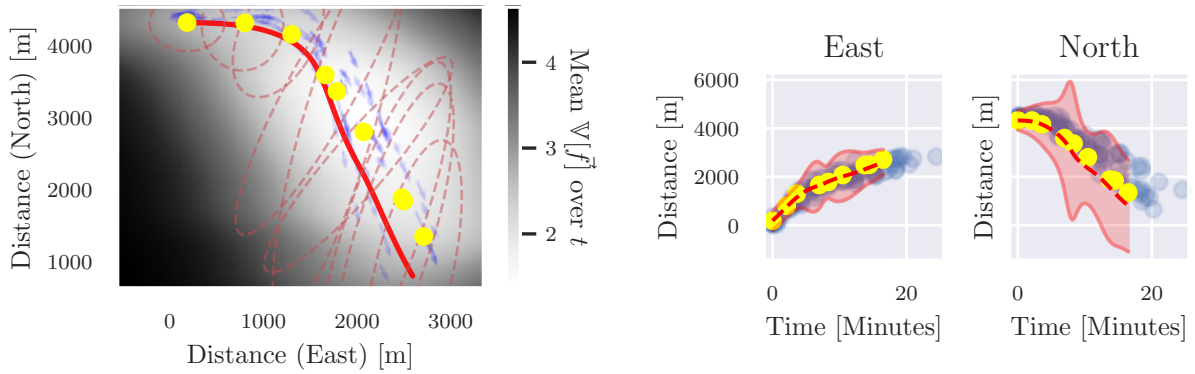 Distance (North) [m]
4000
3000
2000
1000
0
1000
2000
3000
Distance (East) [m]
4
3
2
Mean 𝕍[f⃗] over t
East
North
Distance [m]
6000
4000
2000
0
0
20
Time [Minutes]
Distance [m]
0
20
Time [Minutes]